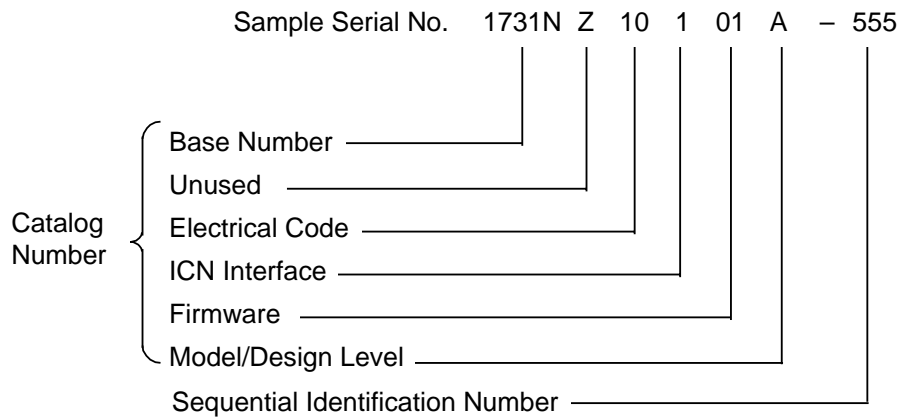 Sample Serial No. 1731N Z 10 1 01 A – 555
Base Number
Unused
Catalog
Number
Electrical Code
ICN Interface
Firmware
Model/Design Level
Sequential Identification Number